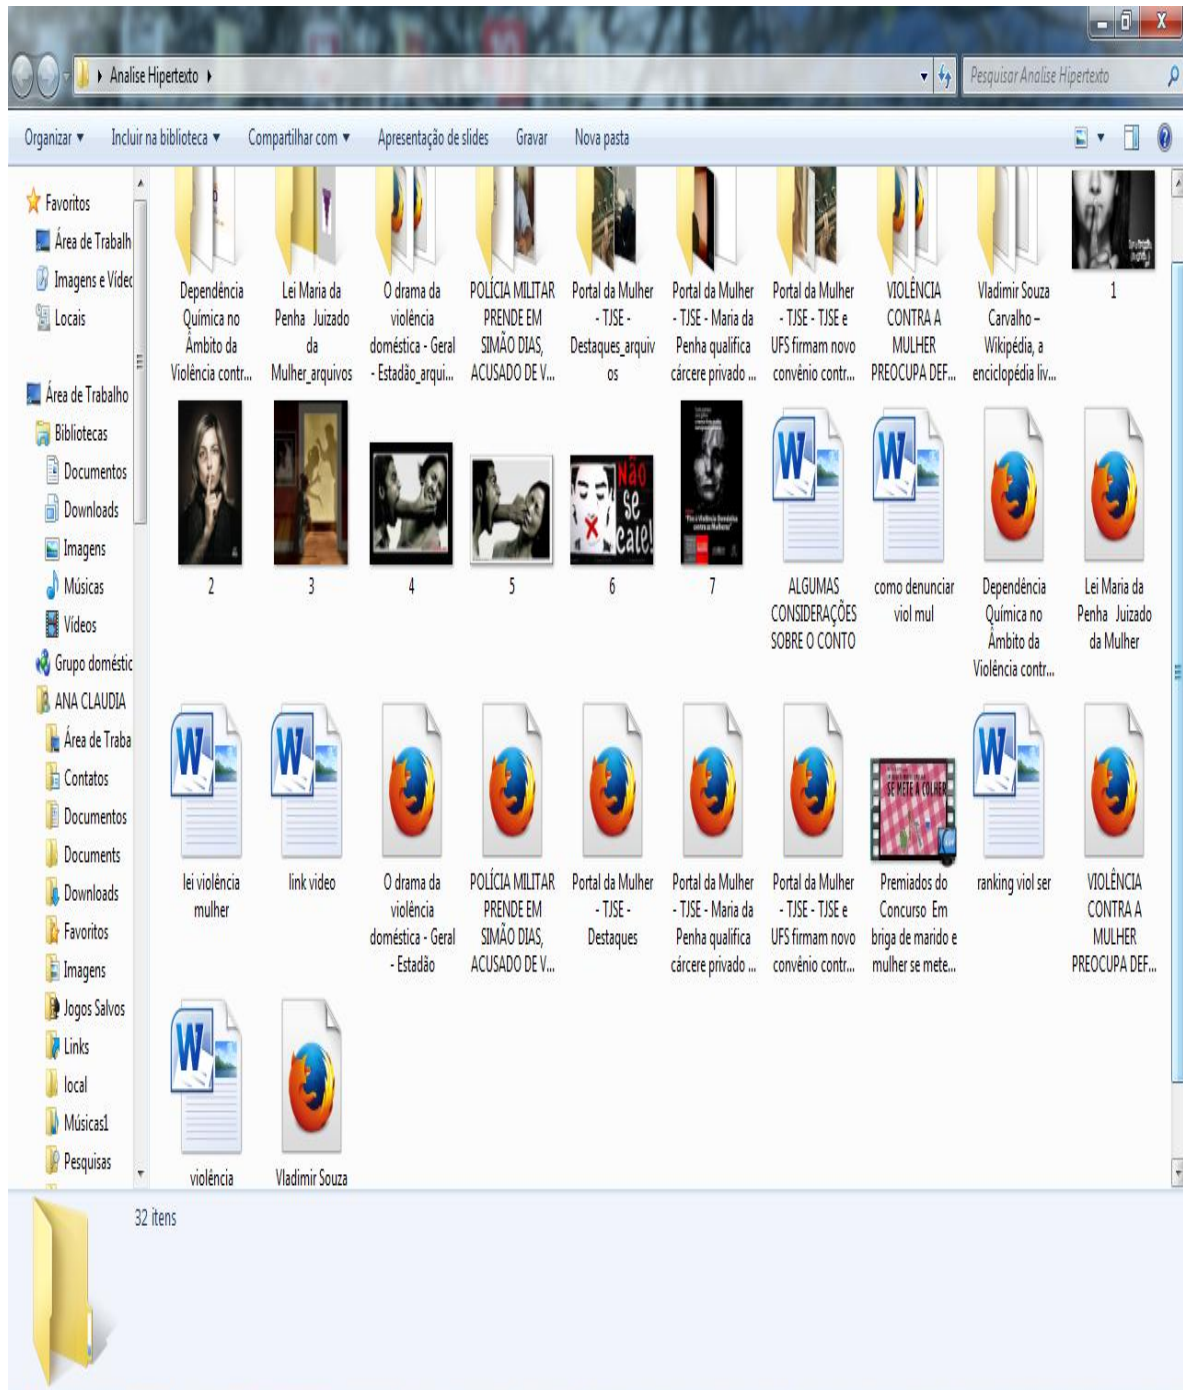 Analise Hipertexto
Pesquisar Analise Hipertexto
Organizar
Incluir na biblioteca
Compartilhar com
Apresentação de slides
Gravar
Nova pasta
Favoritos
Área de Trabalh
Imagens e Vídec
Locais
Área de Trabalho
Bibliotecas
Documentos
Downloads
Imagens
Músicas
Vídeos
Grupo doméstic
ANA CLAUDIA
Área de Traba
Contatos
Documentos
Documents
Downloads
Favoritos
Imagens
Jogos Salvos
Links
local
Músicas1
Pesquisas
Dependência
Química no
Âmbito da
Violência contr...
Lei Maria da
Penha Juizado
da
Mulher_arquivos
O drama da
violência
doméstica - Geral
- Estadão_arqui...
POLÍCIA MILITAR
PRENDE EM
SIMÃO DIAS,
ACUSADO DE V...
Portal da Mulher
- TJSE -
Destaques_arquiv
os
Portal da Mulher
- TJSE - Maria da
Penha qualifica
cárcere privado ...
Portal da Mulher
- TJSE - TJSE e
UFS firmam novo
convênio contr...
VIOLÊNCIA
CONTRA A
MULHER
PREOCUPA DEF...
Vladimir Souza
Carvalho –
Wikipédia, a
enciclopédia liv...
1
2
3
4
5
Não
se
cale!
6
"Fim à Violência Doméstica
contra as Mulheres"
7
ALGUMAS
CONSIDERAÇÕES
SOBRE O CONTO
como denunciar
viol mul
Dependência
Química no
Âmbito da
Violência contr...
Lei Maria da
Penha Juizado
da Mulher
lei violência
mulher
link video
O drama da
violência
doméstica - Geral
- Estadão
POLÍCIA MILITAR
PRENDE EM
SIMÃO DIAS,
ACUSADO DE V...
Portal da Mulher
- TJSE -
Destaques
Portal da Mulher
- TJSE - Maria da
Penha qualifica
cárcere privado ...
Portal da Mulher
- TJSE - TJSE e
UFS firmam novo
convênio contr...
SE METE A COLHER
Premiados do
Concurso Em
briga de marido e
mulher se mete...
ranking viol ser
VIOLÊNCIA
CONTRA A
MULHER
PREOCUPA DEF...
violência
Vladimir Souza
32 itens